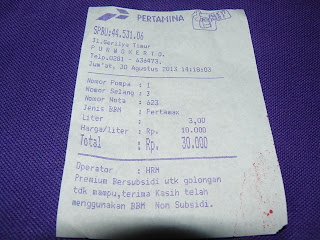 PERTAMINA
SPBU:44.531.06
Jl.Gerilya Timur
PURWOKERTO
Telp.0281 - 636473.
Jum'at, 30 Agustus 2013 14:18:03
Nomor Pompa : 1
Nomor Selang : 2
Nomor Nota : 623
Jenis BBM : Pertamax
Liter : 3,00
Harga/liter : Rp. 10.000
Total : Rp. 30.000
Operator : HRM
Premium Bersubsidi utk golongan
tdk mampu,terima Kasih telah
menggunakan BBM Non Subsidi.